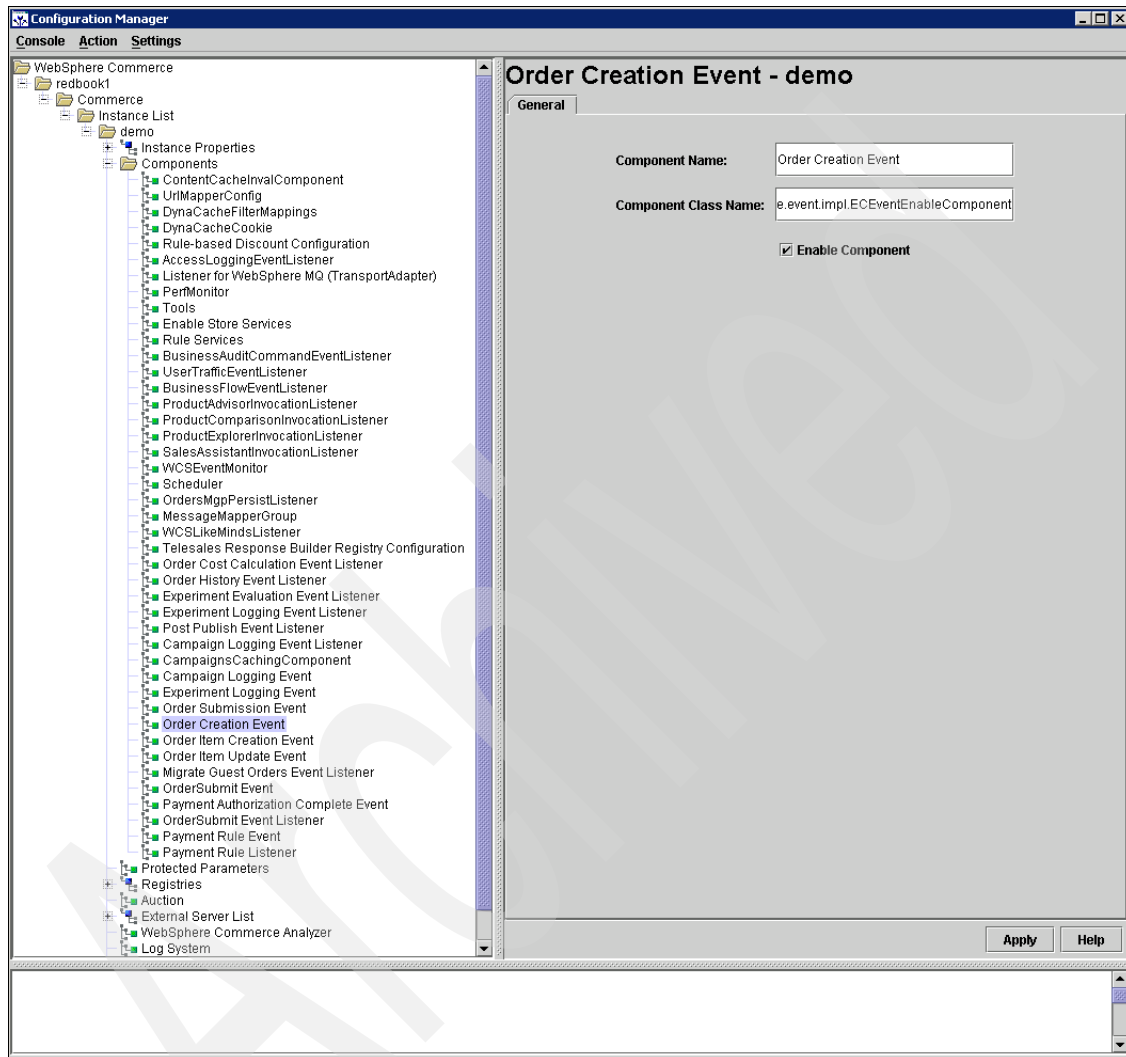 Configuration Manager
Console Action Settings
WebSphere Commerce
redbook1
Commerce
Instance List
demo
Instance Properties
Components
ContentCacheInvalComponent
UrlMapperConfig
DynaCacheFilterMappings
DynaCacheCookie
Rule-based Discount Configuration
AccessLoggingEventListener
Listener for WebSphere MQ (TransportAdapter)
PerfMonitor
Tools
Enable Store Services
Rule Services
BusinessAuditCommandEventListener
UserTrafficEventListener
BusinessFlowEventListener
ProductAdvisorInvocationListener
ProductComparisonInvocationListener
ProductExplorerInvocationListener
SalesAssistantInvocationListener
WCSEventMonitor
Scheduler
OrdersMgpPersistListener
MessageMapperGroup
WCSLikeMindsListener
Telesales Response Builder Registry Configuration
Order Cost Calculation Event Listener
Order History Event Listener
Experiment Evaluation Event Listener
Experiment Logging Event Listener
Post Publish Event Listener
Campaign Logging Event Listener
CampaignsCachingComponent
Campaign Logging Event
Experiment Logging Event
Order Submission Event
Order Creation Event
Order Item Creation Event
Order Item Update Event
Migrate Guest Orders Event Listener
OrderSubmit Event
Payment Authorization Complete Event
OrderSubmit Event Listener
Payment Rule Event
Payment Rule Listener
Protected Parameters
Registries
Auction
External Server List
WebSphere Commerce Analyzer
Log System
Order Creation Event - demo
General
Component Name: Order Creation Event
Component Class Name: e.event.impl.ECEventEnableComponent
Enable Component
Apply Help
Archived